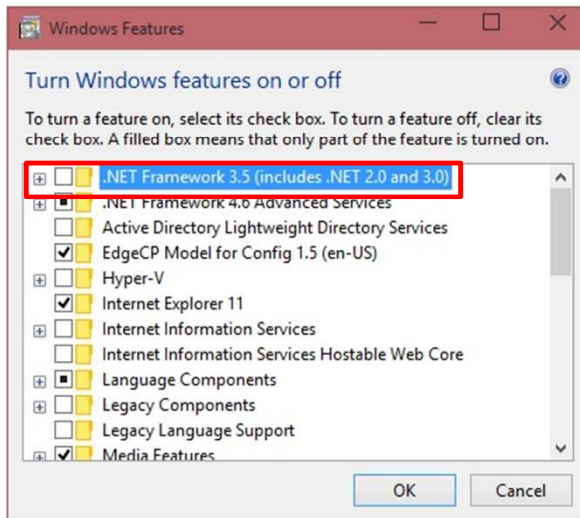 Windows Features
Turn Windows features on or off
To turn a feature on, select its check box. To turn a feature off, clear its
check box. A filled box means that only part of the feature is turned on.
.NET Framework 3.5 (includes .NET 2.0 and 3.0)
.NET Framework 4.6 Advanced Services
Active Directory Lightweight Directory Services
EdgeCP Model for Config 1.5 (en-US)
Hyper-V
Internet Explorer 11
Internet Information Services
Internet Information Services Hostable Web Core
Language Components
Legacy Components
Legacy Language Support
Media Features
OK Cancel